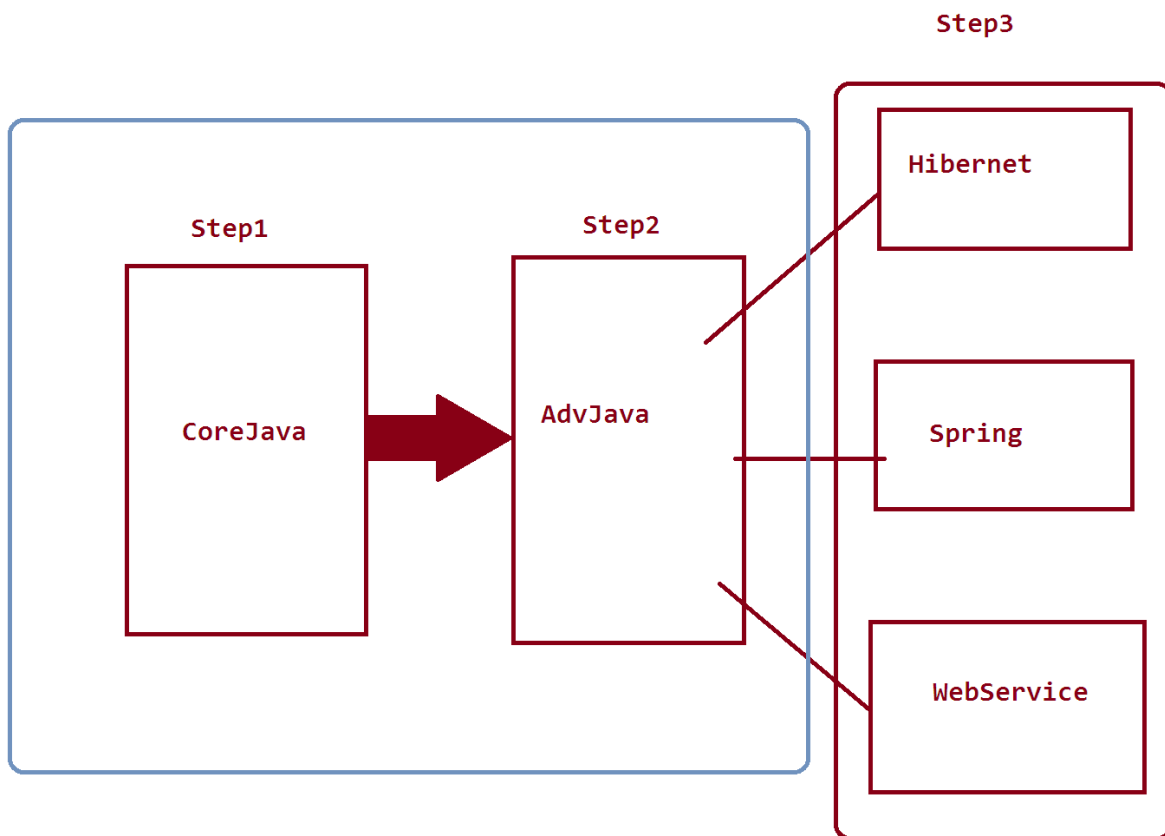 Step1
CoreJava
Step2
AdvJava
Step3
Hibernet
Spring
WebService